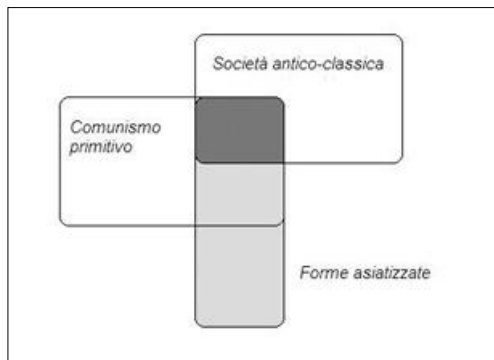 Società antico-classica
Comunismo
primitivo
Forme asiatizzate